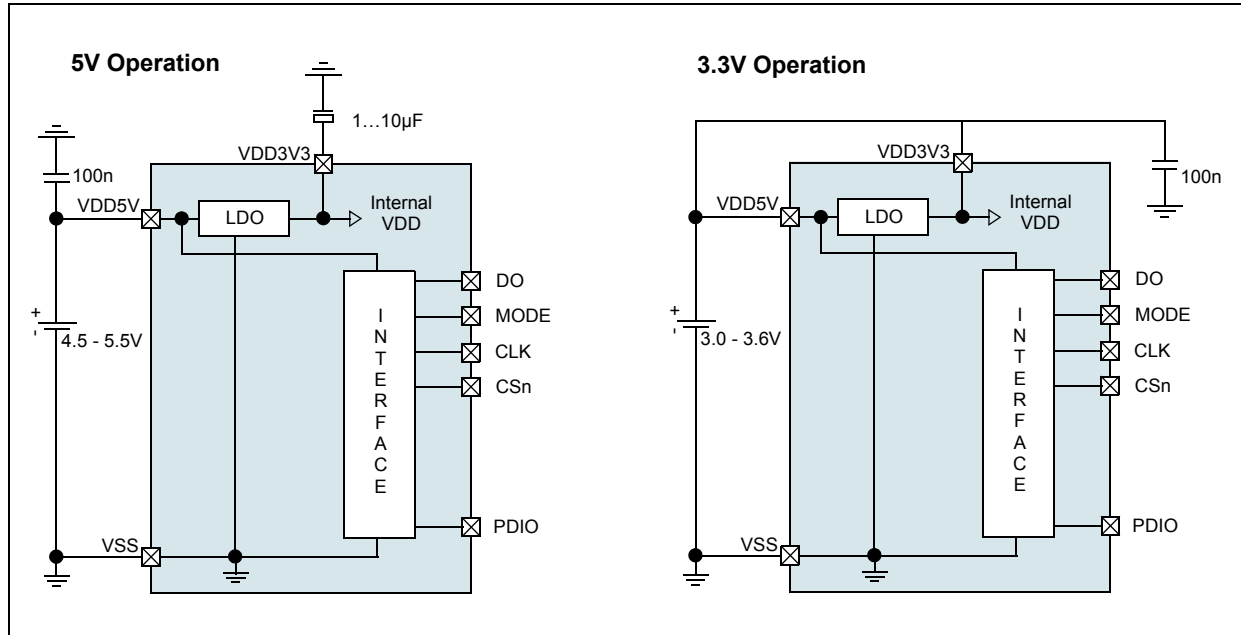 5V Operation
1…10µF
VDD3V3
100n
VDD5V
LDO
Internal
VDD
DO
MODE
CLK
CSn
INTERFACE
+
-
4.5 - 5.5V
PDIO
VSS
3.3V Operation
VDD3V3
100n
VDD5V
LDO
Internal
VDD
DO
MODE
CLK
CSn
INTERFACE
+
-
3.0 - 3.6V
PDIO
VSS